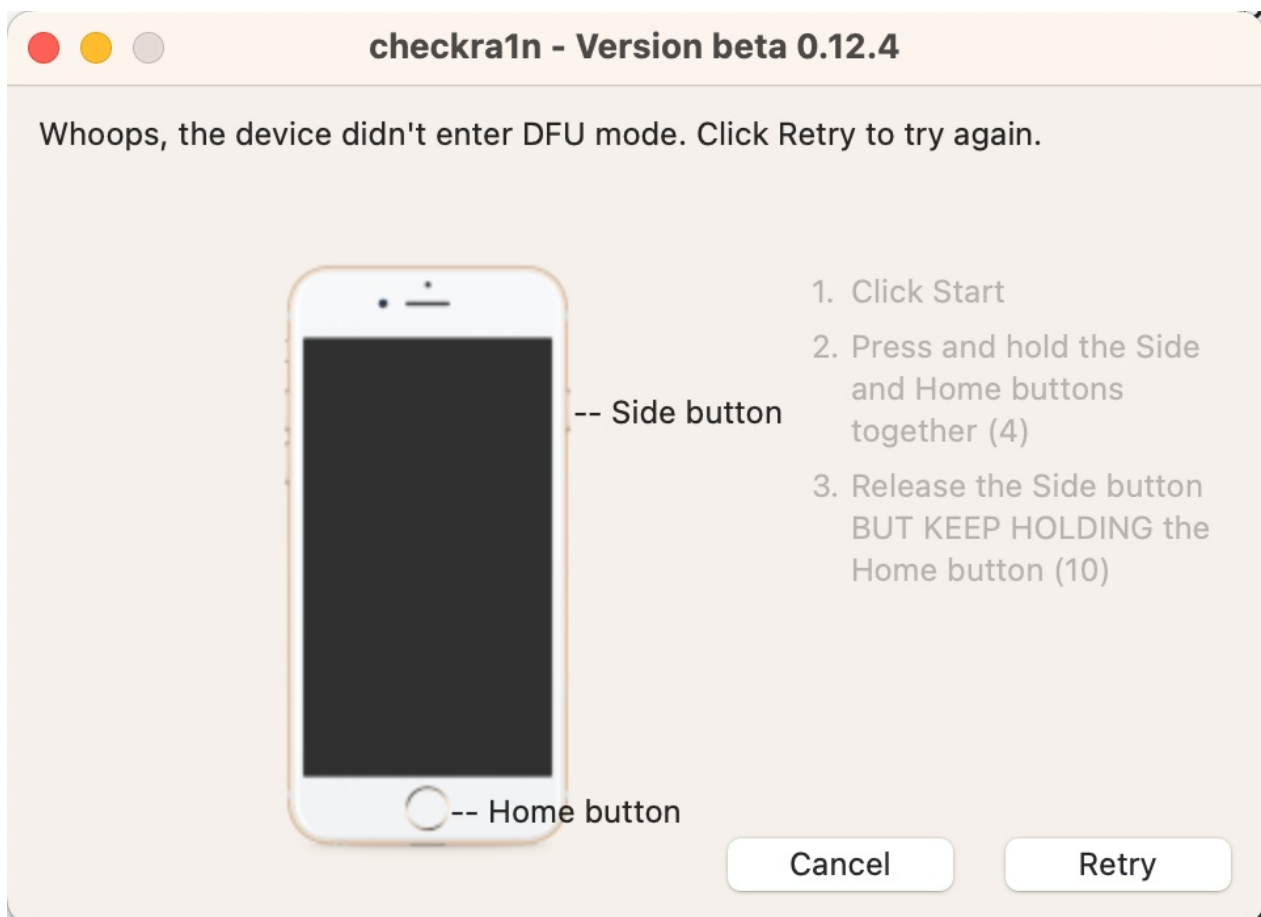 checkra1n - Version beta 0.12.4
Whoops, the device didn't enter DFU mode. Click Retry to try again.
-- Side button
1. Click Start
2. Press and hold the Side
and Home buttons
together (4)
3. Release the Side button
BUT KEEP HOLDING the
Home button (10)
-- Home button
Cancel
Retry